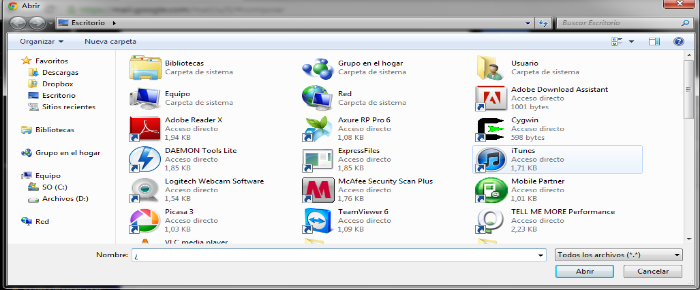 Abrir
Escritorio
Buscar Escritorio
Organizar
Nueva carpeta
Favoritos
Descargas
Dropbox
Escritorio
Sitios recientes
Bibliotecas
Grupo en el hogar
Equipo
SO (C:)
Archivos (D:)
Red
Bibliotecas
Carpeta de sistema
Grupo en el hogar
Carpeta de sistema
Usuario
Carpeta de sistema
Equipo
Carpeta de sistema
Red
Carpeta de sistema
Adobe Download Assistant
Acceso directo
1001 bytes
Adobe Reader X
Acceso directo
1,94 KB
Axure RP Pro 6
Acceso directo
1,08 KB
Cygwin
Acceso directo
598 bytes
DAEMON Tools Lite
Acceso directo
1,85 KB
ExpressFiles
Acceso directo
1,85 KB
iTunes
Acceso directo
1,71 KB
Logitech Webcam Software
Acceso directo
1,54 KB
McAfee Security Scan Plus
Acceso directo
1,76 KB
Mobile Partner
Acceso directo
1,01 KB
Picasa 3
Acceso directo
1,03 KB
TeamViewer 6
Acceso directo
1,09 KB
TELL ME MORE Performance
Acceso directo
2,23 KB
VLC media player
Nombre: ¿
Todos los archivos (*.*)
Abrir
Cancelar